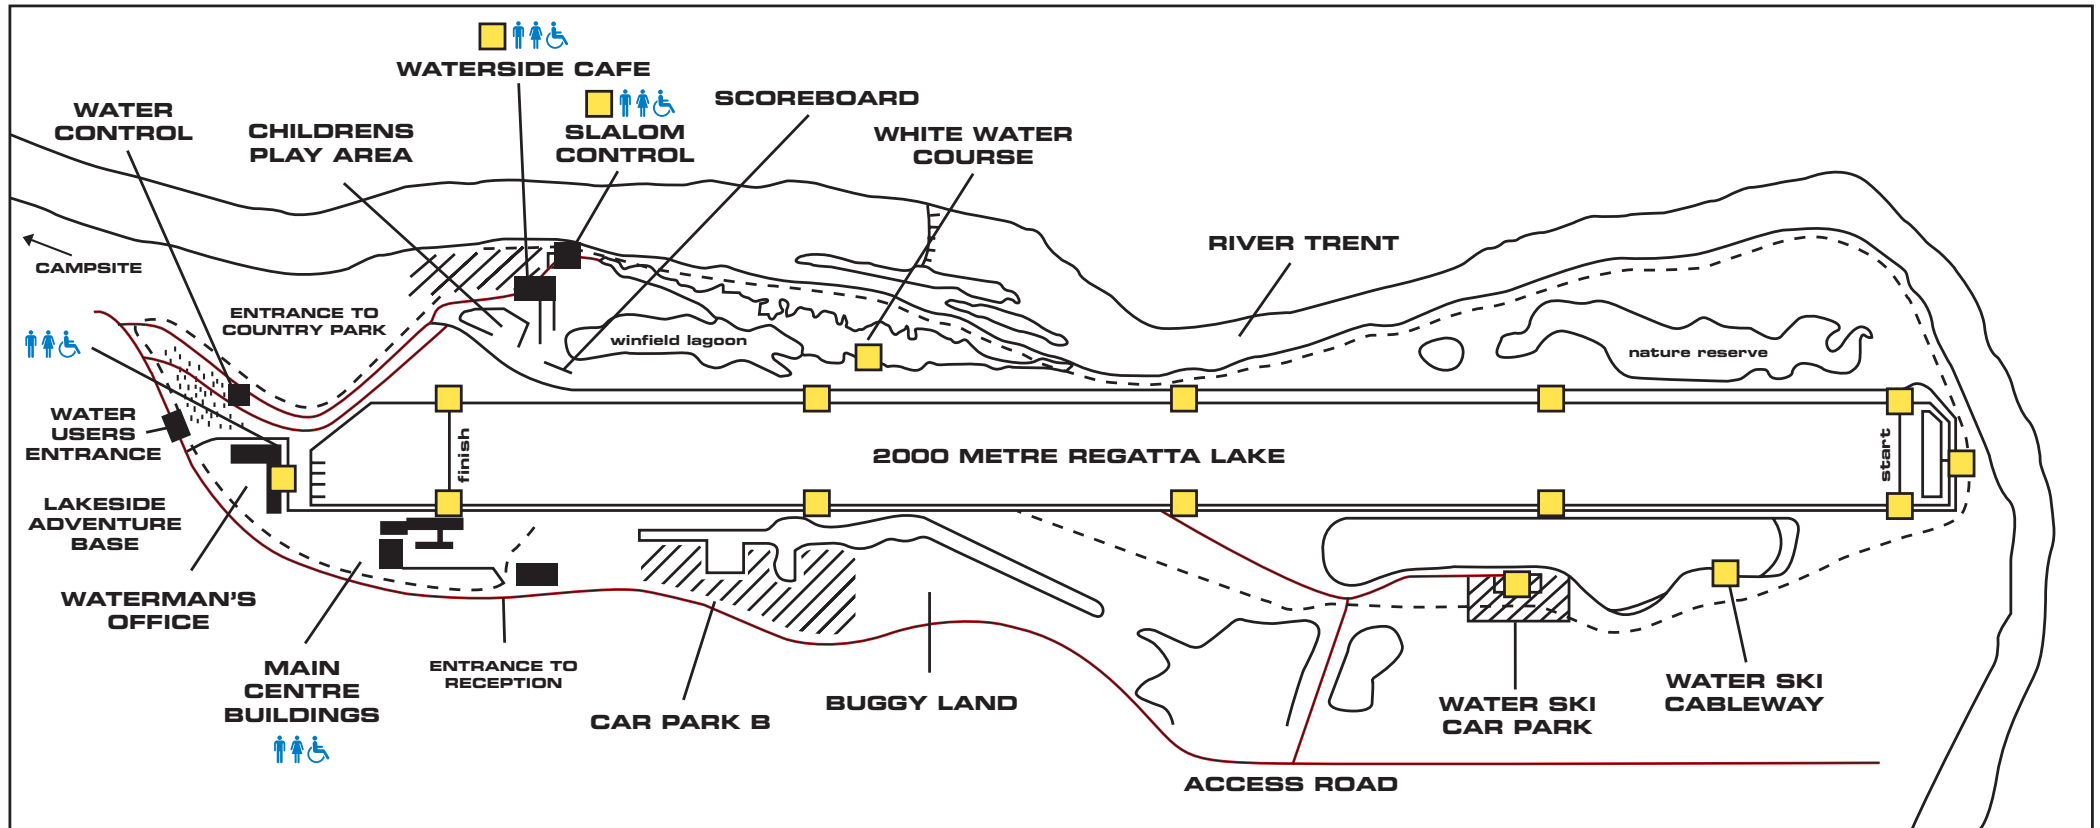 WATERSIDE CAFE
SLALOM
CONTROL
SCOREBOARD
WATER
CONTROL
CHILDRENS
PLAY AREA
WHITE WATER
COURSE
RIVER TRENT
CAMPSITE
ENTRANCE TO
COUNTRY PARK
winfield lagoon
nature reserve
WATER
USERS
ENTRANCE
finish
2000 METRE REGATTA LAKE
start
LAKESIDE
ADVENTURE
BASE
WATERMAN'S
OFFICE
MAIN
CENTRE
BUILDINGS
ENTRANCE TO
RECEPTION
CAR PARK B
BUGGY LAND
WATER SKI
CAR PARK
WATER SKI
CABLEWAY
ACCESS ROAD